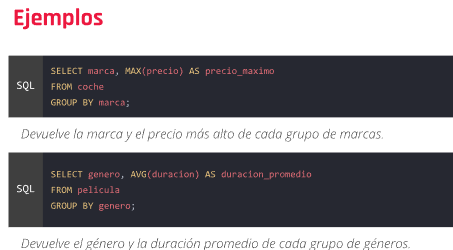 Ejemplos
SQL
SELECT marca, MAX(precio) AS precio_maximo
FROM coche
GROUP BY marca;
Devuelve la marca y el precio más alto de cada grupo de marcas.
SQL
SELECT genero, AVG(duracion) AS duracion_promedio
FROM pelicula
GROUP BY genero;
Devuelve el género y la duración promedio de cada grupo de géneros.